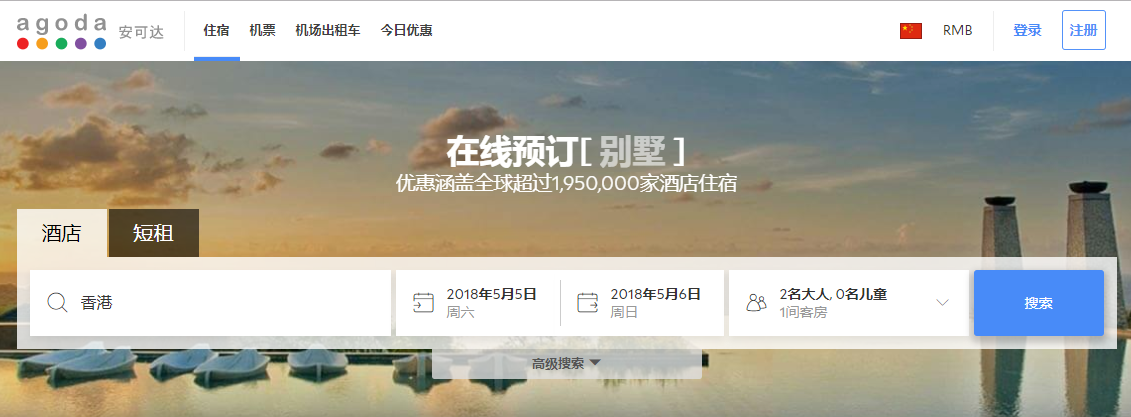 agoda 安可达 住宿 机票 机场出租车 今日优惠 RMB 登录 注册
在线预订[ 别墅 ]
优惠涵盖全球超过1,950,000家酒店住宿
酒店 短租
香港
2018年5月5日
周六
2018年5月6日
周日
2名大人, 0名儿童
1间客房
搜索
高级搜索